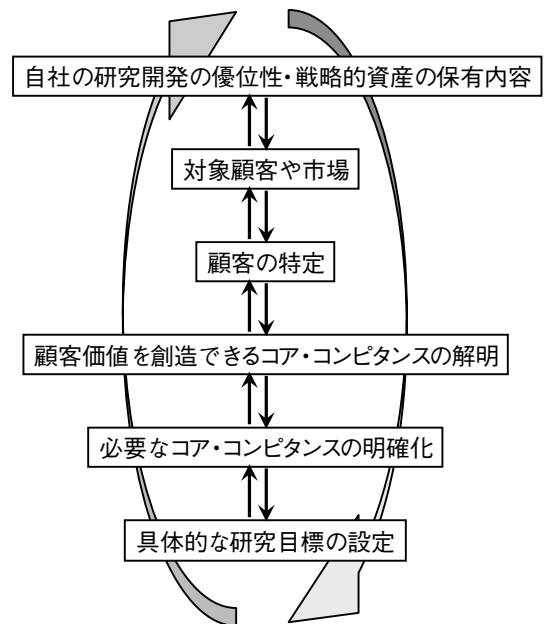 自社の研究開発の優位性・戦略的資産の保有内容
対象顧客や市場
顧客の特定
顧客価値を創造できるコア・コンピタンスの解明
必要なコア・コンピタンスの明確化
具体的な研究目標の設定